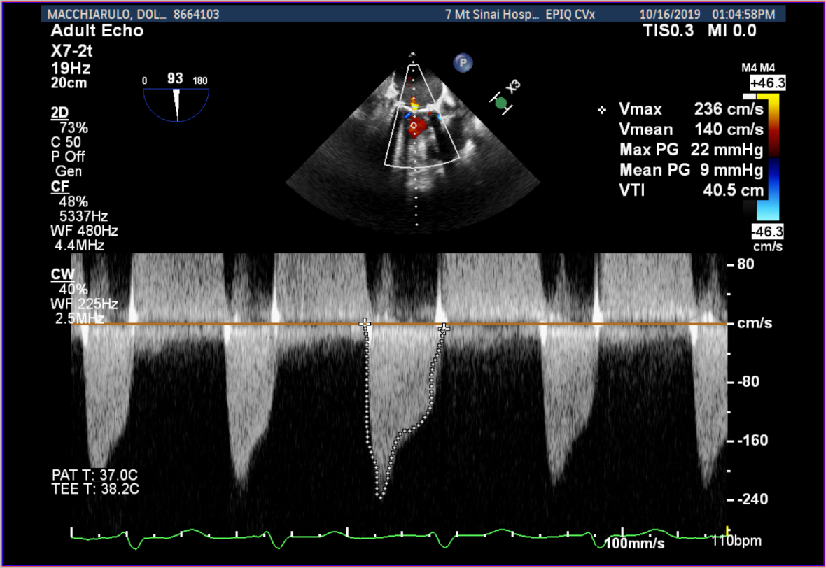 MACCHIARULO, DOL... 8664103 7 Mt Sinai Hosp... EPIQ CVx 10/16/2019 01:04:58PM
Adult Echo TIS0.3 MI 0.0
X7-2t
19Hz
20cm
0 93 180
P
X3
M4 M4
+46.3
2D
73%
C 50
P Off
Gen
CF
48%
5337Hz
WF 480Hz
4.4MHz
Vmax 236 cm/s
Vmean 140 cm/s
Max PG 22 mmHg
Mean PG 9 mmHg
VTI 40.5 cm
-46.3
cm/s
CW
40%
WF 225Hz
2.5MHz
80
cm/s
-80
-160
-240
PAT T: 37.0C
TEE T: 38.2C
100mm/s
110bpm